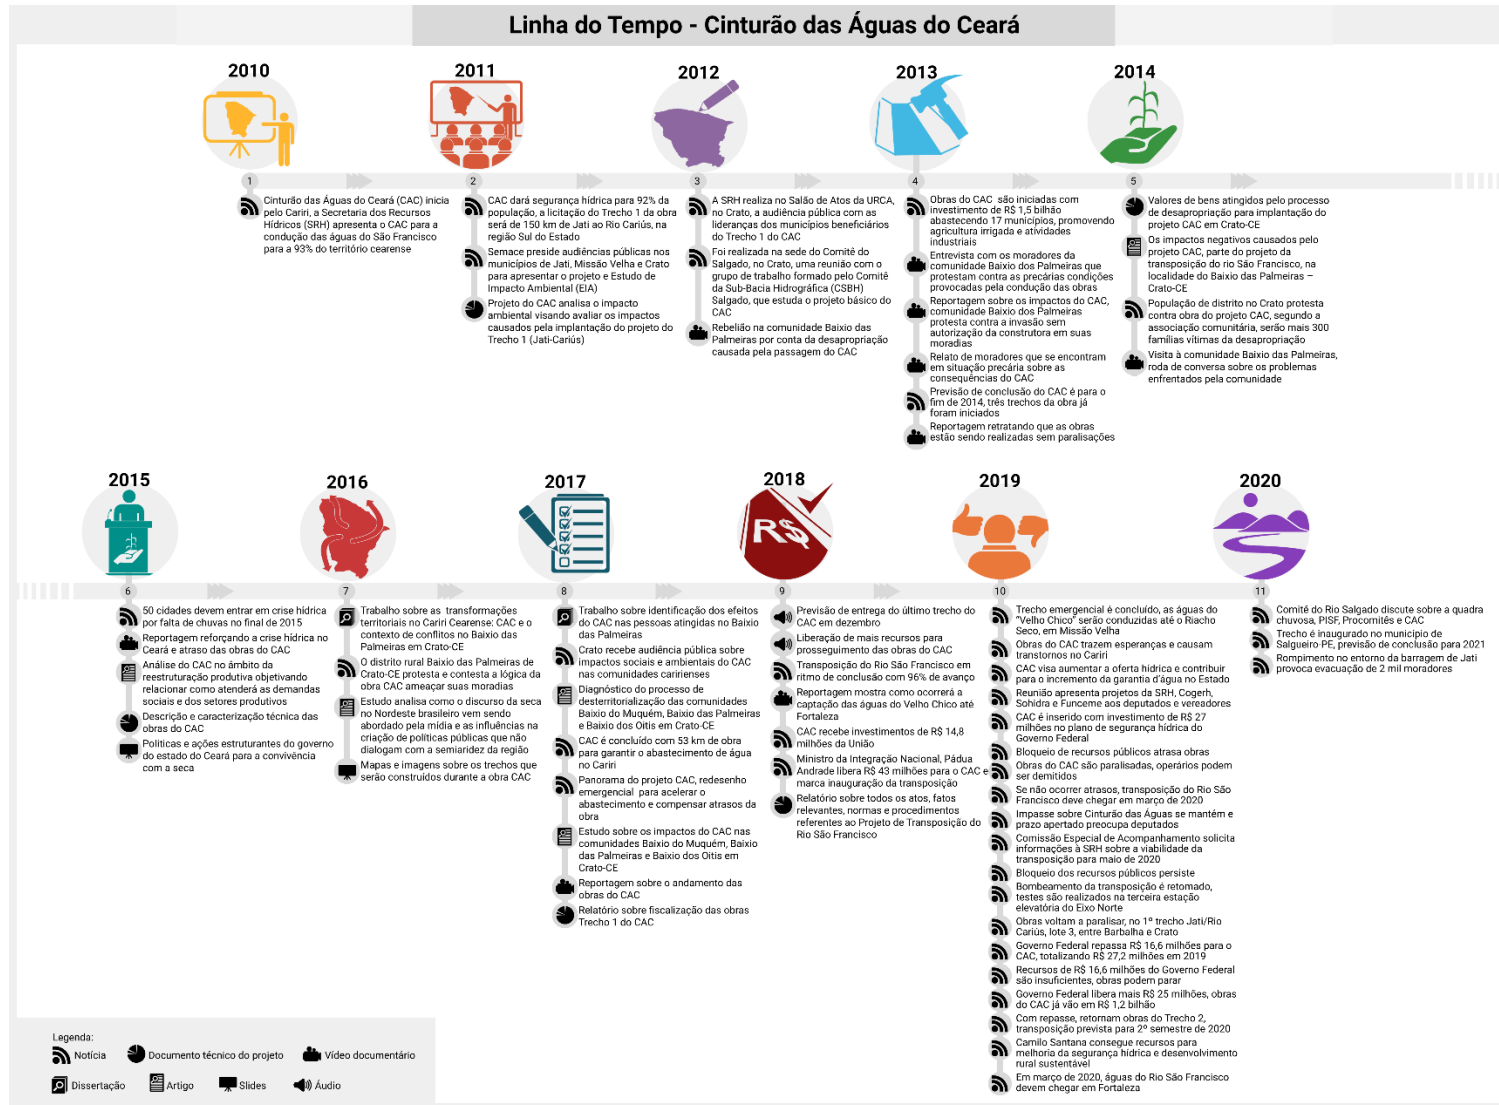 Linha do Tempo - Cinturão das Águas do Ceará
2010
1
Cinturão das Águas do Ceará (CAC) inicia
pelo Cariri, a Secretaria dos Recursos
Hídricos (SRH) apresenta o CAC para a
condução das águas do São Francisco
para a 93% do território cearense
2011
2
CAC dará segurança hídrica para 92% da
população, a licitação do Trecho 1 da obra
será de 150 km de Jati ao Rio Cariús, na
região Sul do Estado
Semace preside audiências públicas nos
municípios de Jati, Missão Velha e Crato
para apresentar o projeto e Estudo de
Impacto Ambiental (EIA)
Projeto do CAC analisa o impacto
ambiental visando avaliar os impactos
causados pela implantação do projeto do
Trecho 1 (Jati-Cariús)
2012
3
A SRH realiza no Salão de Atos da URCA,
no Crato, a audiência pública com as
lideranças dos municípios beneficiários
do Trecho 1 do CAC
Foi realizada na sede do Comitê do
Salgado, no Crato, uma reunião com o
grupo de trabalho formado pelo Comitê
da Sub-Bacia Hidrográfica (CSBH)
Salgado, que estuda o projeto básico do
CAC
Rebelião na comunidade Baixio das
Palmeiras por conta da desapropriação
causada pela passagem do CAC
2013
4
Obras do CAC são iniciadas com
investimento de R$ 1,5 bilhão
abastecendo 17 municípios, promovendo
agricultura irrigada e atividades
industriais
Entrevista com os moradores da
comunidade Baixio dos Palmeiras que
protestam contra as precárias condições
provocadas pela condução das obras
Reportagem sobre os impactos do CAC,
comunidade Baixio dos Palmeiras
protesta contra a invasão sem
autorização da construtora em suas
moradias
Relato de moradores que se encontram
em situação precária sobre as
consequências do CAC
Previsão de conclusão do CAC é para o
fim de 2014, três trechos da obra já
foram iniciados
Reportagem retratando que as obras
estão sendo realizadas sem paralisações
2014
5
Valores de bens atingidos pelo processo
de desapropriação para implantação do
projeto CAC em Crato-CE
Os impactos negativos causados pelo
projeto CAC, parte do projeto da
transposição do rio São Francisco, na
localidade do Baixio das Palmeiras –
Crato-CE
População de distrito no Crato protesta
contra obra do projeto CAC, segundo a
associação comunitária, serão mais 300
famílias vítimas da desapropriação
Visita à comunidade Baixio das Palmeiras,
roda de conversa sobre os problemas
enfrentados pela comunidade
2015
6
50 cidades devem entrar em crise hídrica
por falta de chuvas no final de 2015
Reportagem reforçando a crise hídrica no
Ceará e atraso das obras do CAC
Análise do CAC no âmbito da
reestruturação produtiva objetivando
relacionar como atenderá as demandas
sociais e dos setores produtivos
Descrição e caracterização técnica das
obras do CAC
Políticas e ações estruturantes do governo
do estado do Ceará para a convivência
com a seca
2016
7
Trabalho sobre as transformações
territoriais no Cariri Cearense: CAC e o
contexto de conflitos no Baixio das
Palmeiras em Crato-CE
O distrito rural Baixio das Palmeiras de
Crato-CE protesta e contesta a lógica da
obra CAC ameaçar suas moradias
Estudo analisa como o discurso da seca
no Nordeste brasileiro vem sendo
abordado pela mídia e as influências na
criação de políticas públicas que não
dialogam com a semiaridez da região
Mapas e imagens sobre os trechos que
serão construídos durante a obra CAC
2017
8
Trabalho sobre identificação dos efeitos
do CAC nas pessoas atingidas no Baixio
das Palmeiras
Crato recebe audiência pública sobre
impactos sociais e ambientais do CAC
nas comunidades caririenses
Diagnóstico do processo de
desterritorialização das comunidades
Baixio do Muquém, Baixio das Palmeiras
e Baixio dos Oitis em Crato-CE
CAC é concluído com 53 km de obra
para garantir o abastecimento de água
no Cariri
Panorama do projeto CAC, redesenho
emergencial para acelerar o
abastecimento e compensar atrasos da
obra
Estudo sobre os impactos do CAC nas
comunidades Baixio do Muquém, Baixio
das Palmeiras e Baixio dos Oitis em
Crato-CE
Reportagem sobre o andamento das
obras do CAC
Relatório sobre fiscalização das obras
Trecho 1 do CAC
2018
R$
9
Previsão de entrega do último trecho do
CAC em dezembro
Liberação de mais recursos para
prosseguimento das obras do CAC
Transposição do Rio São Francisco em
ritmo de conclusão com 96% de avanço
Reportagem mostra como ocorrerá a
captação das águas do Velho Chico até
Fortaleza
CAC recebe investimentos de R$ 14,8
milhões da União
Ministro da Integração Nacional, Pádua
Andrade libera R$ 43 milhões para o CAC e
marca inauguração da transposição
Relatório sobre todos os atos, fatos
relevantes, normas e procedimentos
referentes ao Projeto de Transposição do
Rio São Francisco
2019
10
Trecho emergencial é concluído, as águas do
"Velho Chico" serão conduzidas até o Riacho
Seco, em Missão Velha
Obras do CAC trazem esperanças e causam
transtornos no Cariri
CAC visa aumentar a oferta hídrica e contribuir
para o incremento da garantia d'água no Estado
Reunião apresenta projetos da SRH, Cogerh,
Sohidra e Funceme aos deputados e vereadores
CAC é inserido com investimento de R$ 27
milhões no plano de segurança hídrica do
Governo Federal
Bloqueio de recursos públicos atrasa obras
Obras do CAC são paralisadas, operários podem
ser demitidos
Se não ocorrer atrasos, transposição do Rio São
Francisco deve chegar em março de 2020
Impasse sobre Cinturão das Águas se mantém e
prazo apertado preocupa deputados
Comissão Especial de Acompanhamento solicita
informações à SRH sobre a viabilidade da
transposição para maio de 2020
Bloqueio dos recursos públicos persiste
Bombeamento da transposição é retomado,
testes são realizados na terceira estação
elevatória do Eixo Norte
Obras voltam a paralisar, no 1º trecho Jati/Rio
Cariús, lote 3, entre Barbalha e Crato
Governo Federal repassa R$ 16,6 milhões para o
CAC, totalizando R$ 27,2 milhões em 2019
Recursos de R$ 16,6 milhões do Governo Federal
são insuficientes, obras podem parar
Governo Federal libera mais R$ 25 milhões, obras
do CAC já vão em R$ 1,2 bilhão
Com repasse, retornam obras do Trecho 2,
transposição prevista para 2º semestre de 2020
Camilo Santana consegue recursos para
melhoria da segurança hídrica e desenvolvimento
rural sustentável
Em março de 2020, águas do Rio São Francisco
devem chegar em Fortaleza
2020
11
Comitê do Rio Salgado discute sobre a quadra
chuvosa, PISF, Procomitês e CAC
Trecho é inaugurado no município de
Salgueiro-PE, previsão de conclusão para 2021
Rompimento no entorno da barragem de Jati
provoca evacuação de 2 mil moradores
Legenda:
Notícia
Documento técnico do projeto
Vídeo documentário
Dissertação
Artigo
Slides
Áudio